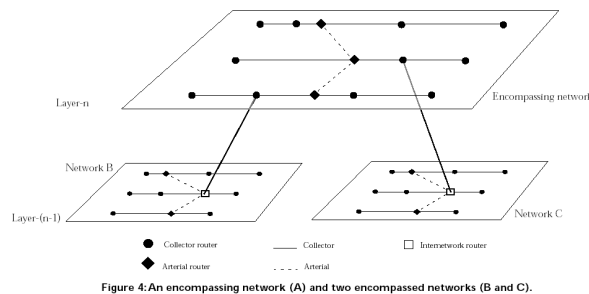 Layer-n
Encompassing network
Network B
Layer-(n-1)
Network C
Collector router
Collector
Internetwork router
Arterial router
Arterial
Figure 4: An encompassing network (A) and two encompassed networks (B and C).